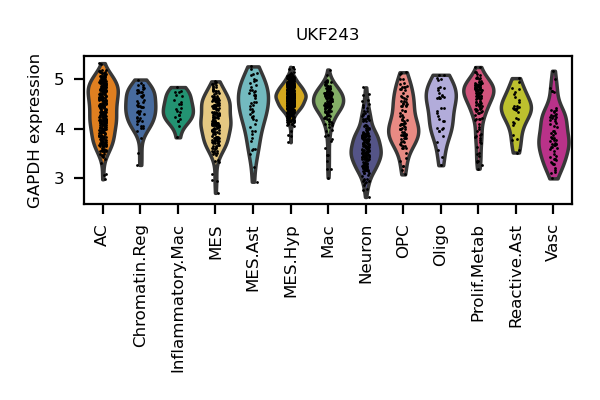 UKF243
GAPDH expression
5
4
3
AC
Chromatin.Reg
Inflammatory.Mac
MES
MES.Ast
MES.Hyp
Mac
Neuron
OPC
Oligo
Prolif.Metab
Reactive.Ast
Vasc